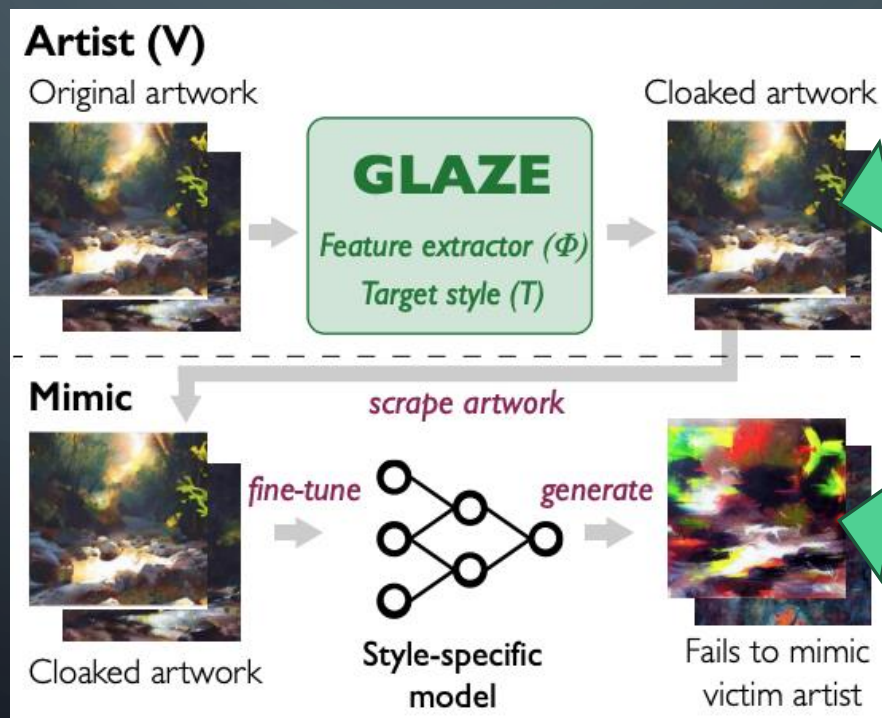 Artist (V)
Original artwork
Cloaked artwork
GLAZE
Feature extractor (Φ)
Target style (T)
Mimic
scrape artwork
fine-tune
generate
Cloaked artwork
Style-specific
model
Fails to mimic
victim artist